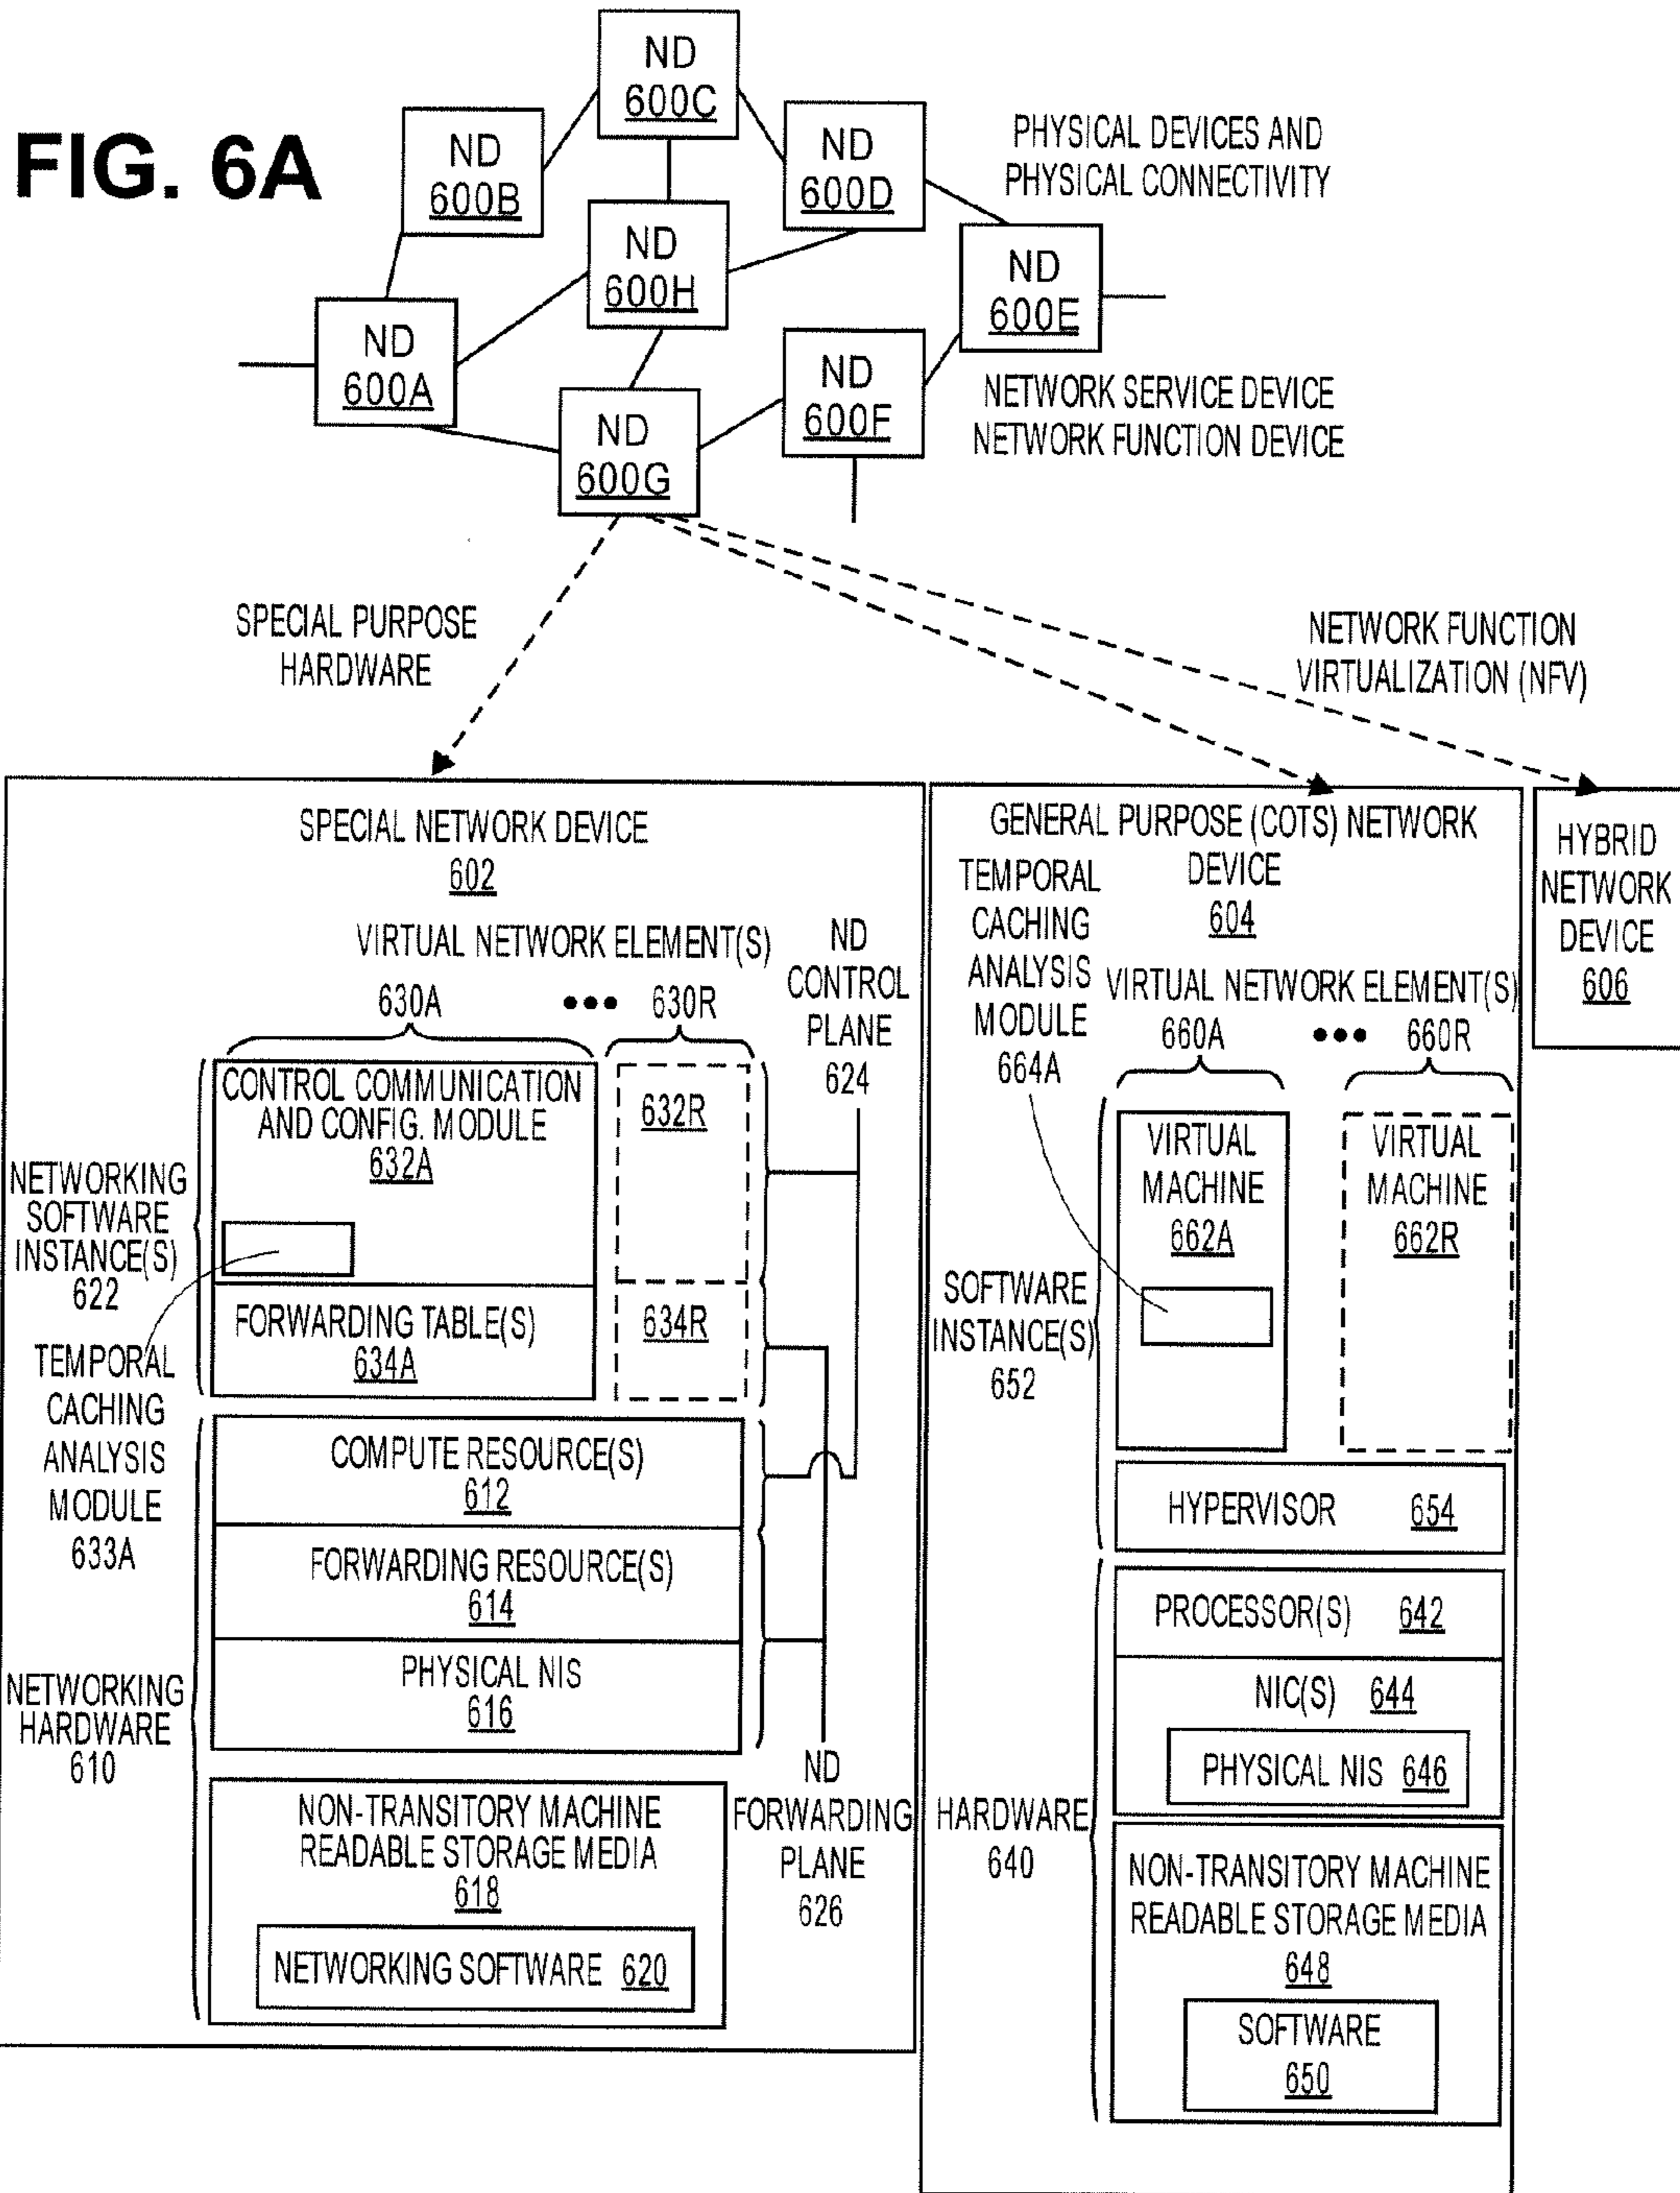 FIG. 6A
ND
600C
ND
600B
ND
600D
PHYSICAL DEVICES AND
PHYSICAL CONNECTIVITY
ND
600H
ND
600E
ND
600A
ND
600F
NETWORK SERVICE DEVICE
NETWORK FUNCTION DEVICE
ND
600G
SPECIAL PURPOSE
HARDWARE
NETWORK FUNCTION
VIRTUALIZATION (NFV)
SPECIAL NETWORK DEVICE
602
VIRTUAL NETWORK ELEMENT(S)
630A
••• 630R
ND
CONTROL
PLANE
624
NETWORKING
SOFTWARE
INSTANCE(S)
622
CONTROL COMMUNICATION
AND CONFIG. MODULE
632A
632R
FORWARDING TABLE(S)
634A
634R
TEMPORAL
CACHING
ANALYSIS
MODULE
633A
COMPUTE RESOURCE(S)
612
FORWARDING RESOURCE(S)
614
PHYSICAL NIS
616
NETWORKING
HARDWARE
610
NON-TRANSITORY MACHINE
READABLE STORAGE MEDIA
618
NETWORKING SOFTWARE 620
ND
FORWARDING
PLANE
626
GENERAL PURPOSE (COTS) NETWORK
DEVICE
604
TEMPORAL
CACHING
ANALYSIS
MODULE
664A
VIRTUAL NETWORK ELEMENT(S)
660A
••• 660R
SOFTWARE
INSTANCE(S)
652
VIRTUAL
MACHINE
662A
VIRTUAL
MACHINE
662R
HYPERVISOR 654
PROCESSOR(S) 642
NIC(S) 644
PHYSICAL NIS 646
HARDWARE
640
NON-TRANSITORY MACHINE
READABLE STORAGE MEDIA
648
SOFTWARE
650
HYBRID
NETWORK
DEVICE
606